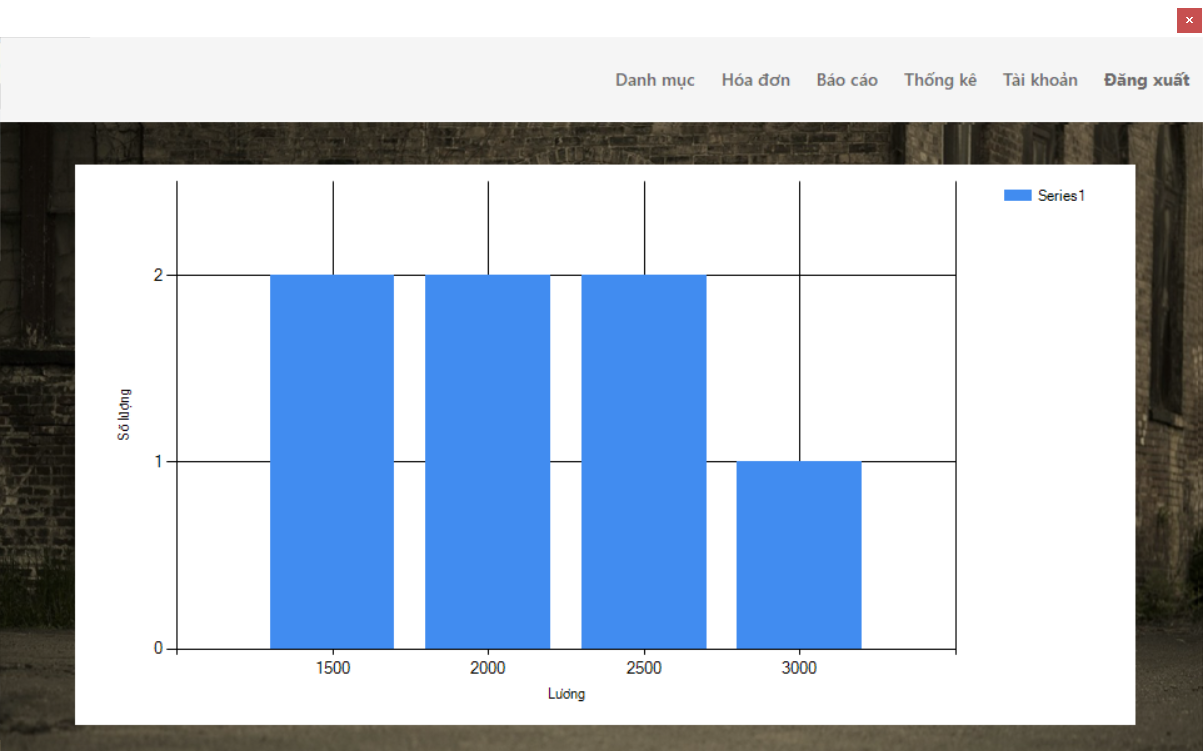 Danh mục Hóa đơn Báo cáo Thống kê Tài khoản Đăng xuất
Series1
2
1
0
Số lượng
1500 2000 2500 3000
Lương